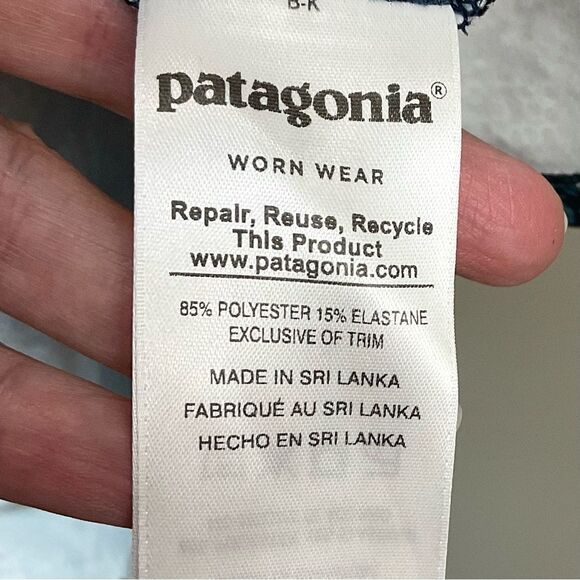 B-K
patagonia®
WORN WEAR
Repair, Reuse, Recycle
This Product
www.patagonia.com
85% POLYESTER 15% ELASTANE
EXCLUSIVE OF TRIM
MADE IN SRI LANKA
FABRIQUÉ AU SRI LANKA
HECHO EN SRI LANKA